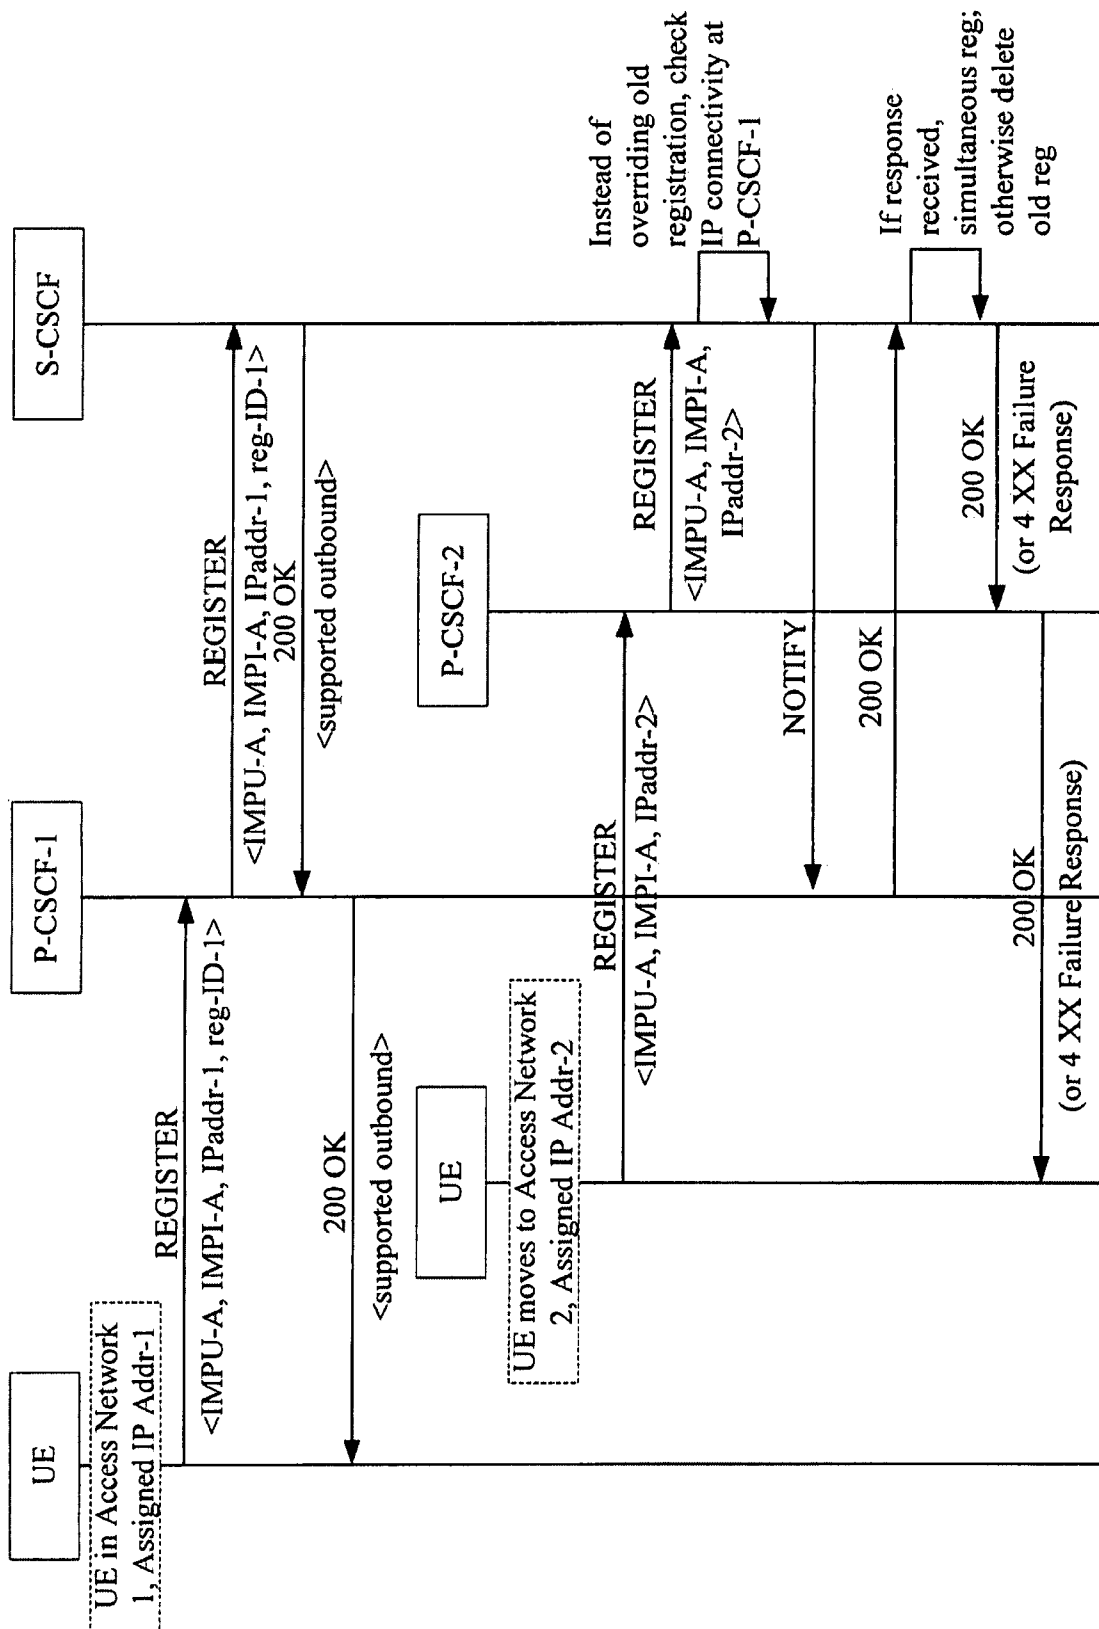 UE
P-CSCF-1
S-CSCF
UE in Access Network
1, Assigned IP Addr-1
REGISTER
<IMPU-A, IMPI-A, IPaddr-1, reg-ID-1>
REGISTER
<IMPU-A, IMPI-A, IPaddr-1, reg-ID-1>
200 OK
<supported outbound>
200 OK
<supported outbound>
UE
P-CSCF-2
UE moves to Access Network
2, Assigned IP Addr-2
REGISTER
<IMPU-A, IMPI-A, IPaddr-2>
REGISTER
<IMPU-A, IMPI-A,
IPaddr-2>
Instead of
overriding old
registration, check
IP connectivity at
P-CSCF-1
NOTIFY
200 OK
If response
received,
simultaneous reg;
otherwise delete
old reg
200 OK
(or 4 XX Failure
Response)
200 OK
(or 4 XX Failure Response)